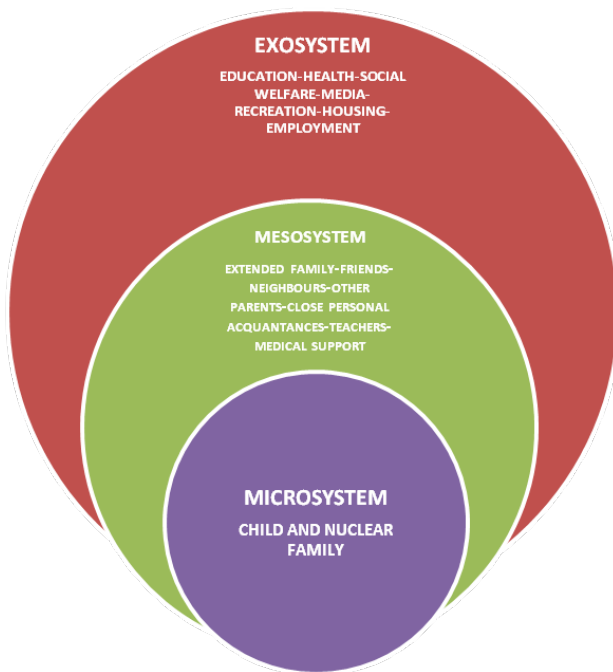 EXOSYSTEM
EDUCATION-HEALTH-SOCIAL
WELFARE-MEDIA-
RECREATION-HOUSING-
EMPLOYMENT
MESOSYSTEM
EXTENDED FAMILY-FRIENDS-
NEIGHBOURS-OTHER
PARENTS-CLOSE PERSONAL
ACQUANTANCES-TEACHERS-
MEDICAL SUPPORT
MICROSYSTEM
CHILD AND NUCLEAR
FAMILY